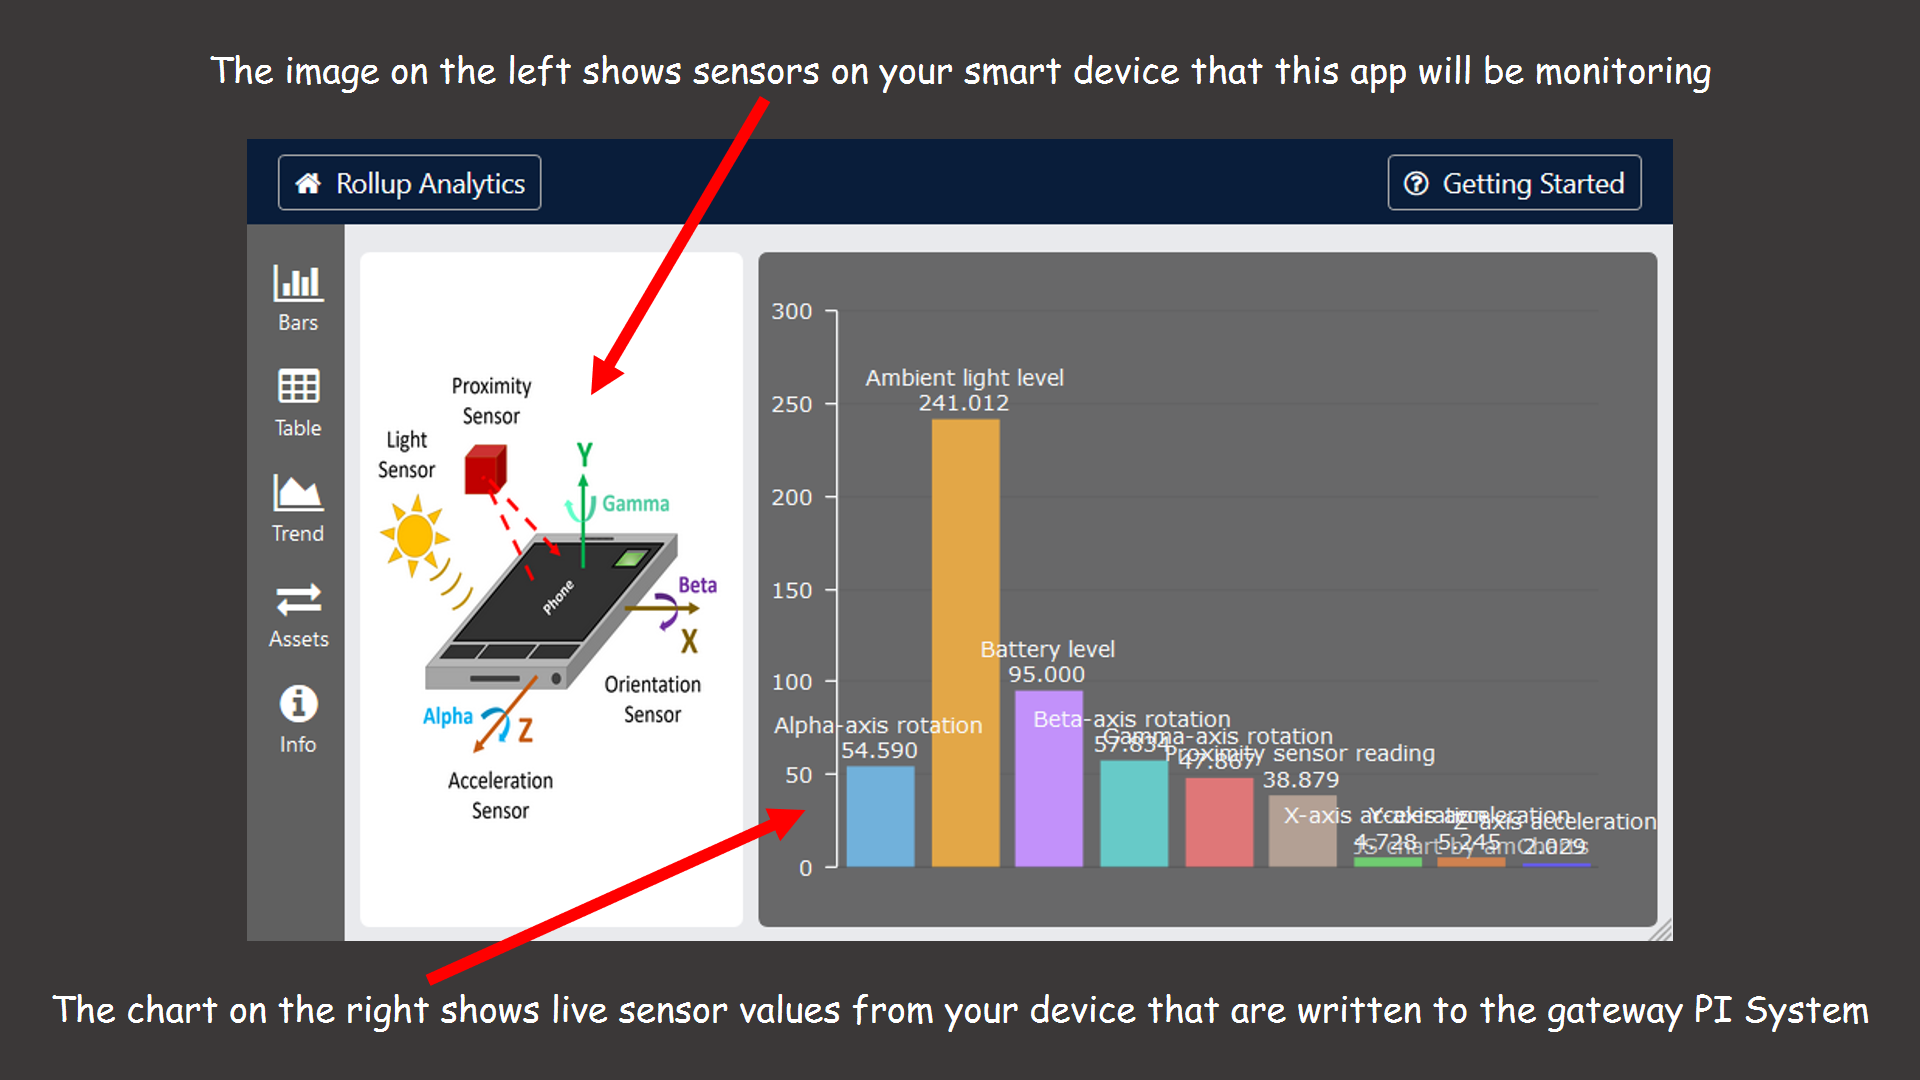 The image on the left shows sensors on your smart device that this app will be monitoring
Rollup Analytics
Getting Started
Bars
Table
Trend
Assets
Info
Proximity
Sensor
Light
Sensor
Y
Gamma
Phone
Beta
X
Orientation
Sensor
Alpha
Z
Acceleration
Sensor
300
250
200
150
100
50
0
Ambient light level
241.012
Battery level
95.000
Alpha-axis rotation
54.590
Beta-axis rotation
57.834
Gamma-axis rotation
47.867
Proximity sensor reading
38.879
X-axis acceleration
4.728
Y-axis acceleration
5.245
Z-axis acceleration
2.029
JS chart by amCharts
The chart on the right shows live sensor values from your device that are written to the gateway PI System